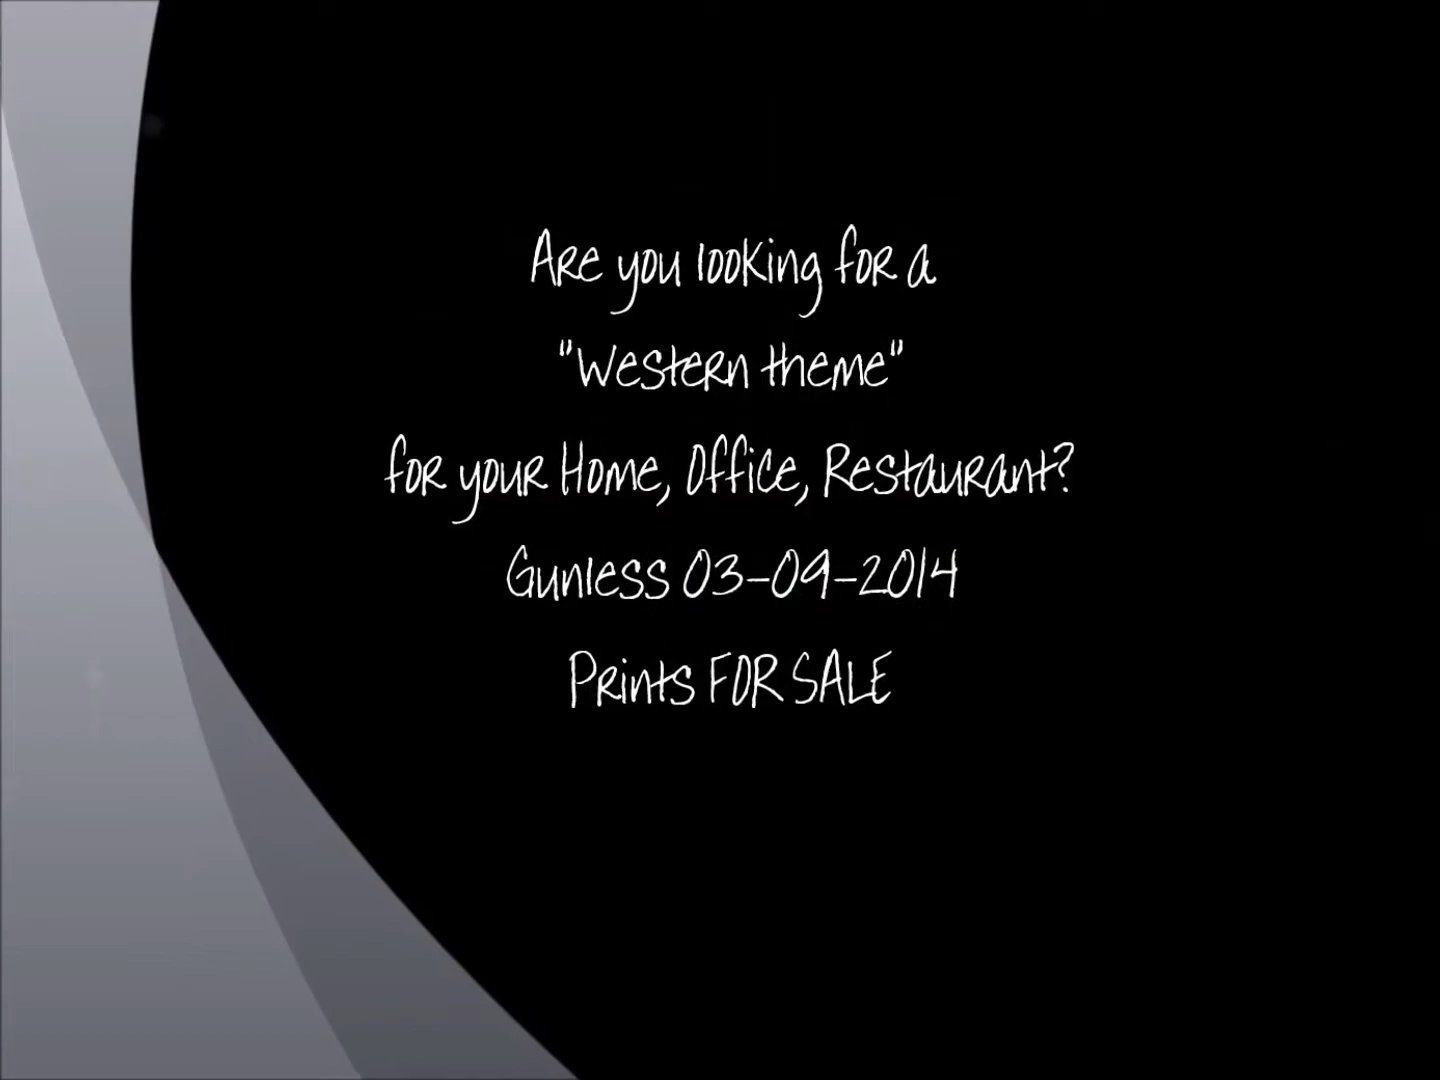 Are you looking for a
"Western theme"
for your Home, Office, Restaurant?
Gunless 03-09-2014
Prints FOR SALE